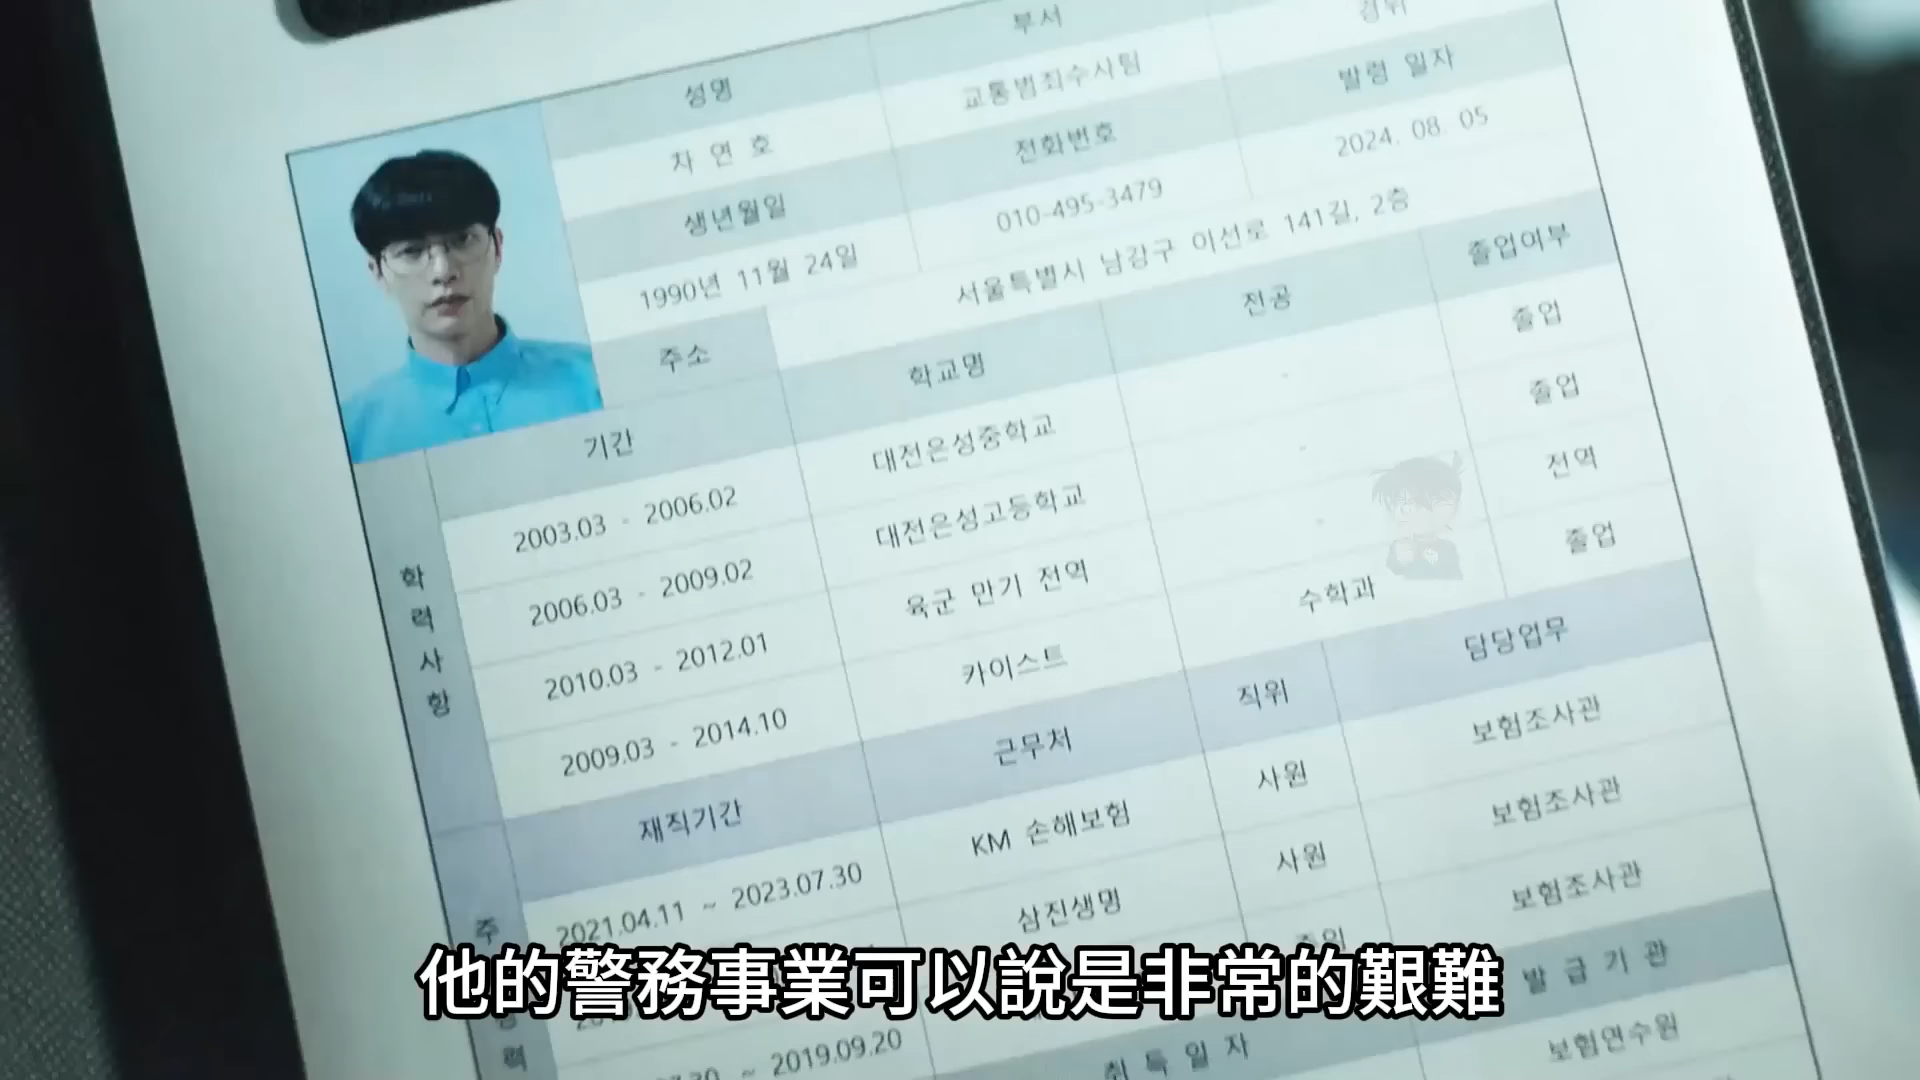 성명
부서
경위
차 연 호
교통범죄수사팀
발령 일자
생년월일
전화번호
2024. 08. 05
1990년 11월 24일
010-495-3479
주소
서울특별시 남강구 이선로 141길, 2층
기간
학교명
전공
졸업여부
학력사항
2003.03 - 2006.02
대전은성중학교
-
졸업
2006.03 - 2009.02
대전은성고등학교
-
졸업
2010.03 - 2012.01
육군 만기 전역
-
전역
2009.03 - 2014.10
카이스트
수학과
졸업
재직기간
근무처
직위
담당업무
2021.04.11 ~ 2023.07.30
KM 손해보험
사원
보험조사관
삼진생명
사원
보험조사관
주임
보험조사관
~ 2019.09.20
취 득 일 자
발 급 기 관
보험연수원
他的警務事業可以說是非常的艱難